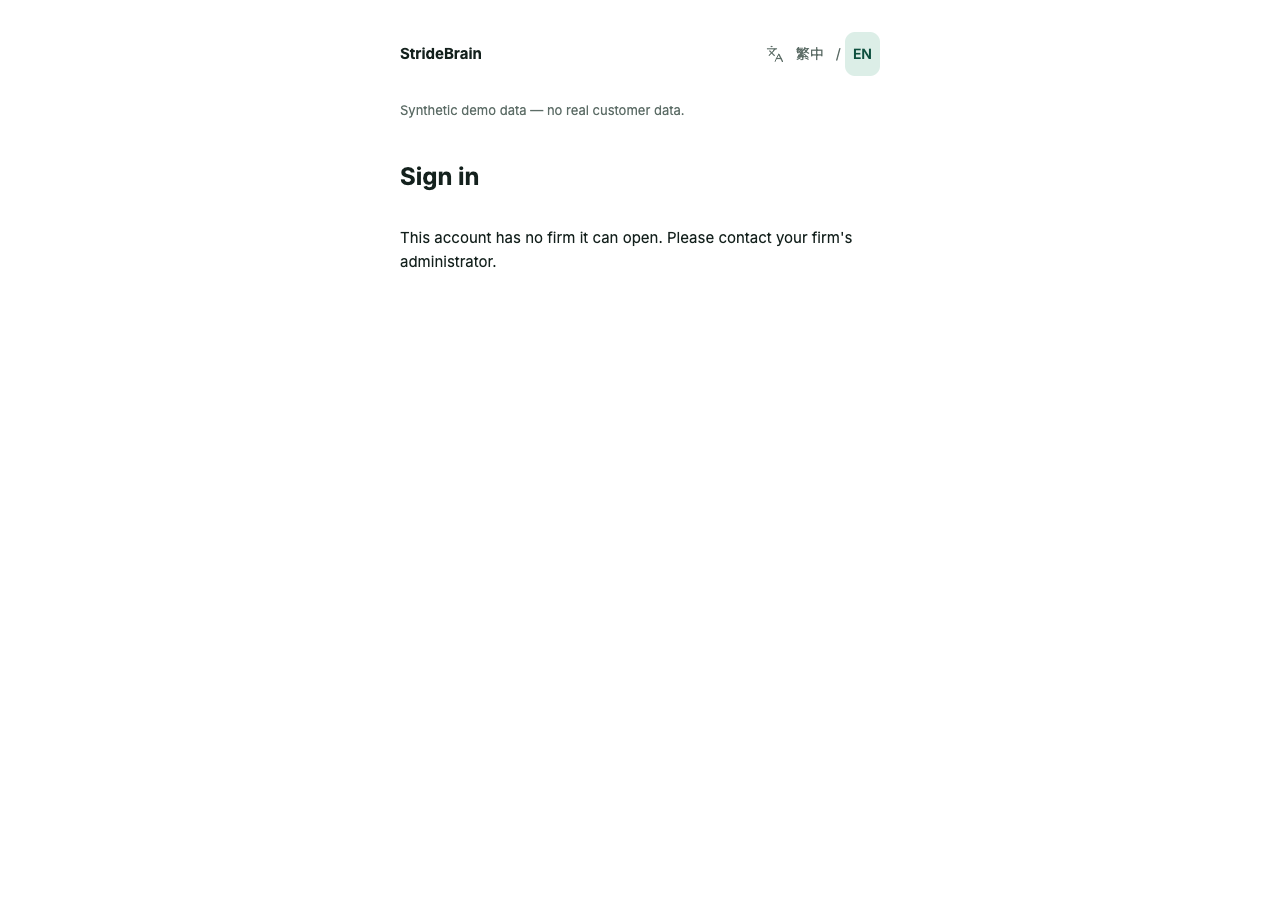 StrideBrain
繁中 / EN
Synthetic demo data — no real customer data.
Sign in
This account has no firm it can open. Please contact your firm's
administrator.